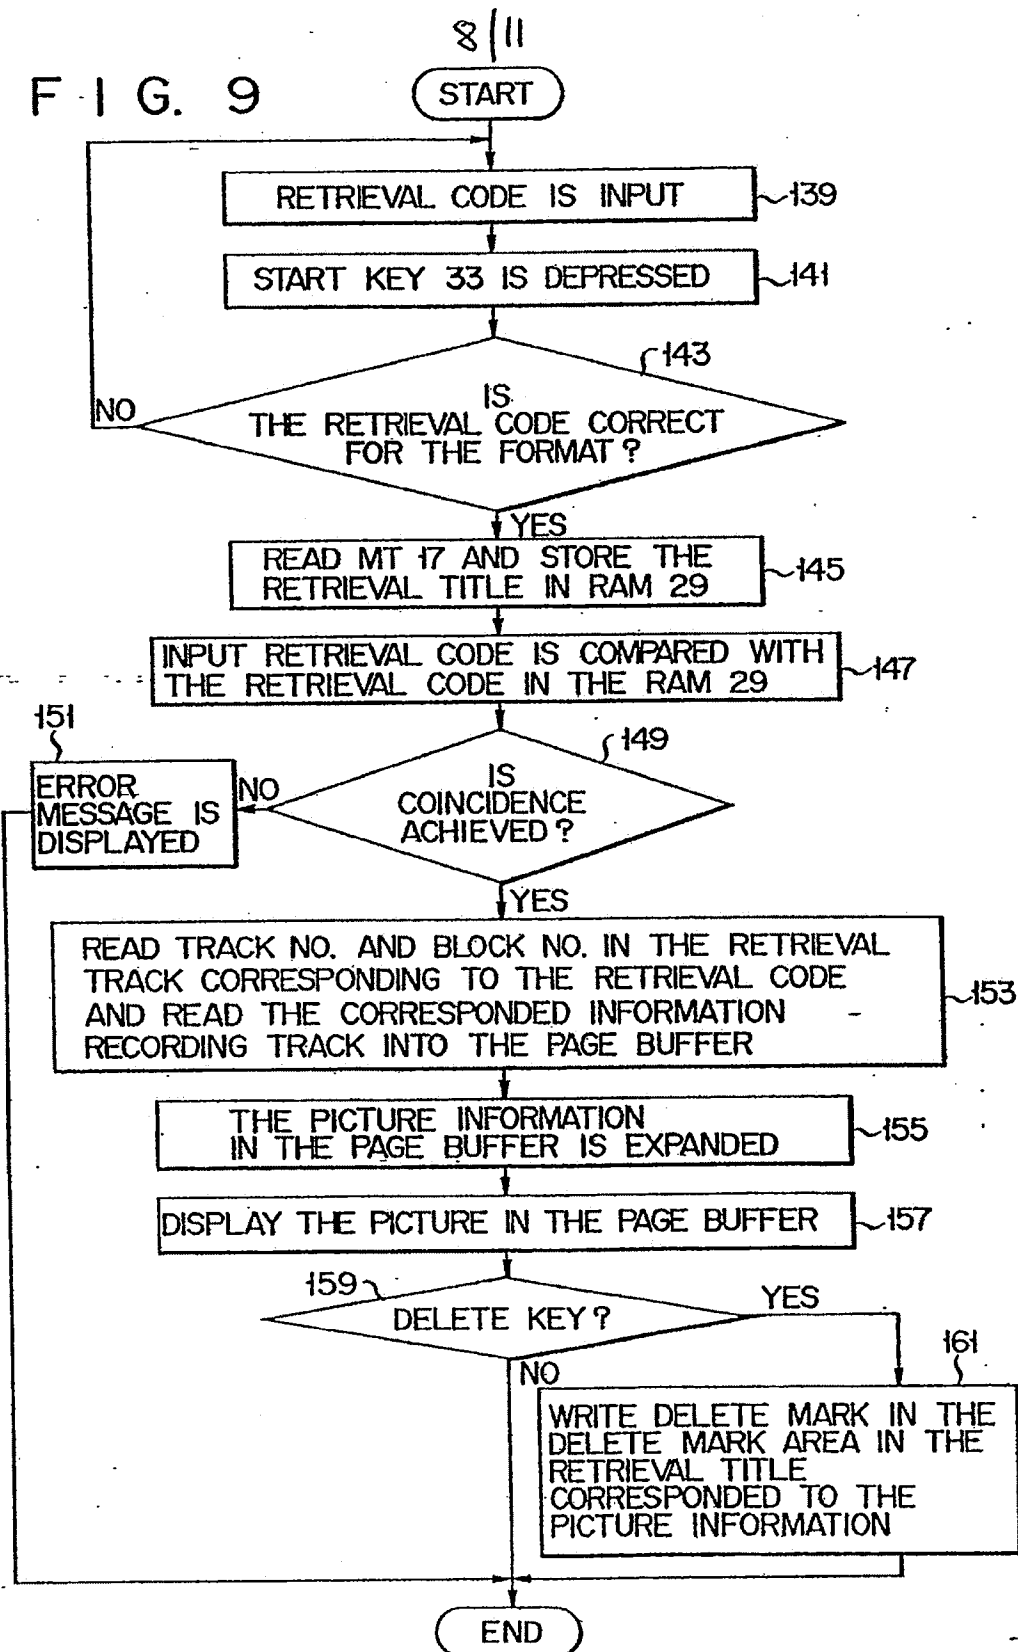 8/11
FIG. 9
START
RETRIEVAL CODE IS INPUT
139
START KEY 33 IS DEPRESSED
141
143
IS
THE RETRIEVAL CODE CORRECT
FOR THE FORMAT?
NO
YES
READ MT 17 AND STORE THE
RETRIEVAL TITLE IN RAM 29
145
INPUT RETRIEVAL CODE IS COMPARED WITH
THE RETRIEVAL CODE IN THE RAM 29
147
149
IS
COINCIDENCE
ACHIEVED?
NO
151
ERROR
MESSAGE IS
DISPLAYED
YES
READ TRACK NO. AND BLOCK NO. IN THE RETRIEVAL
TRACK CORRESPONDING TO THE RETRIEVAL CODE
AND READ THE CORRESPONDED INFORMATION
RECORDING TRACK INTO THE PAGE BUFFER
153
THE PICTURE INFORMATION
IN THE PAGE BUFFER IS EXPANDED
155
DISPLAY THE PICTURE IN THE PAGE BUFFER
157
159
DELETE KEY?
YES
NO
161
WRITE DELETE MARK IN THE
DELETE MARK AREA IN THE
RETRIEVAL TITLE
CORRESPONDED TO THE
PICTURE INFORMATION
END